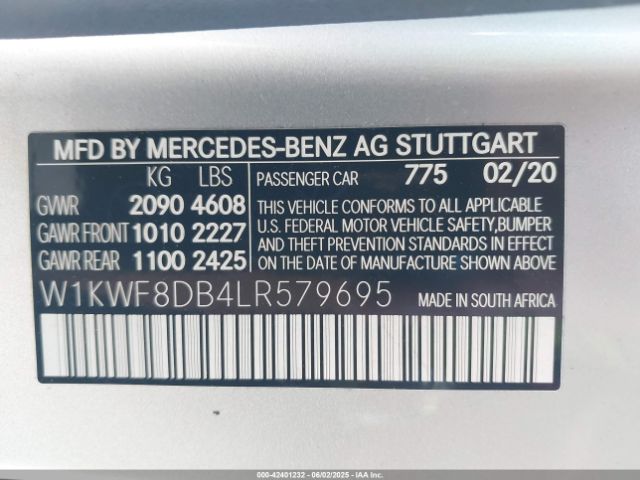 MFD BY MERCEDES-BENZ AG STUTTGART
KG LBS
PASSENGER CAR 775 02/20
GVWR 2090 4608
GAWR FRONT 1010 2227
GAWR REAR 1100 2425
THIS VEHICLE CONFORMS TO ALL APPLICABLE
U.S. FEDERAL MOTOR VEHICLE SAFETY, BUMPER
AND THEFT PREVENTION STANDARDS IN EFFECT
ON DATE OF MANUFACTURE SHOWN ABOVE.
W1KWF8DB4LR579695
MADE IN SOUTH AFRICA
000-42401232 - 06/02/2025 - IAAI.COM